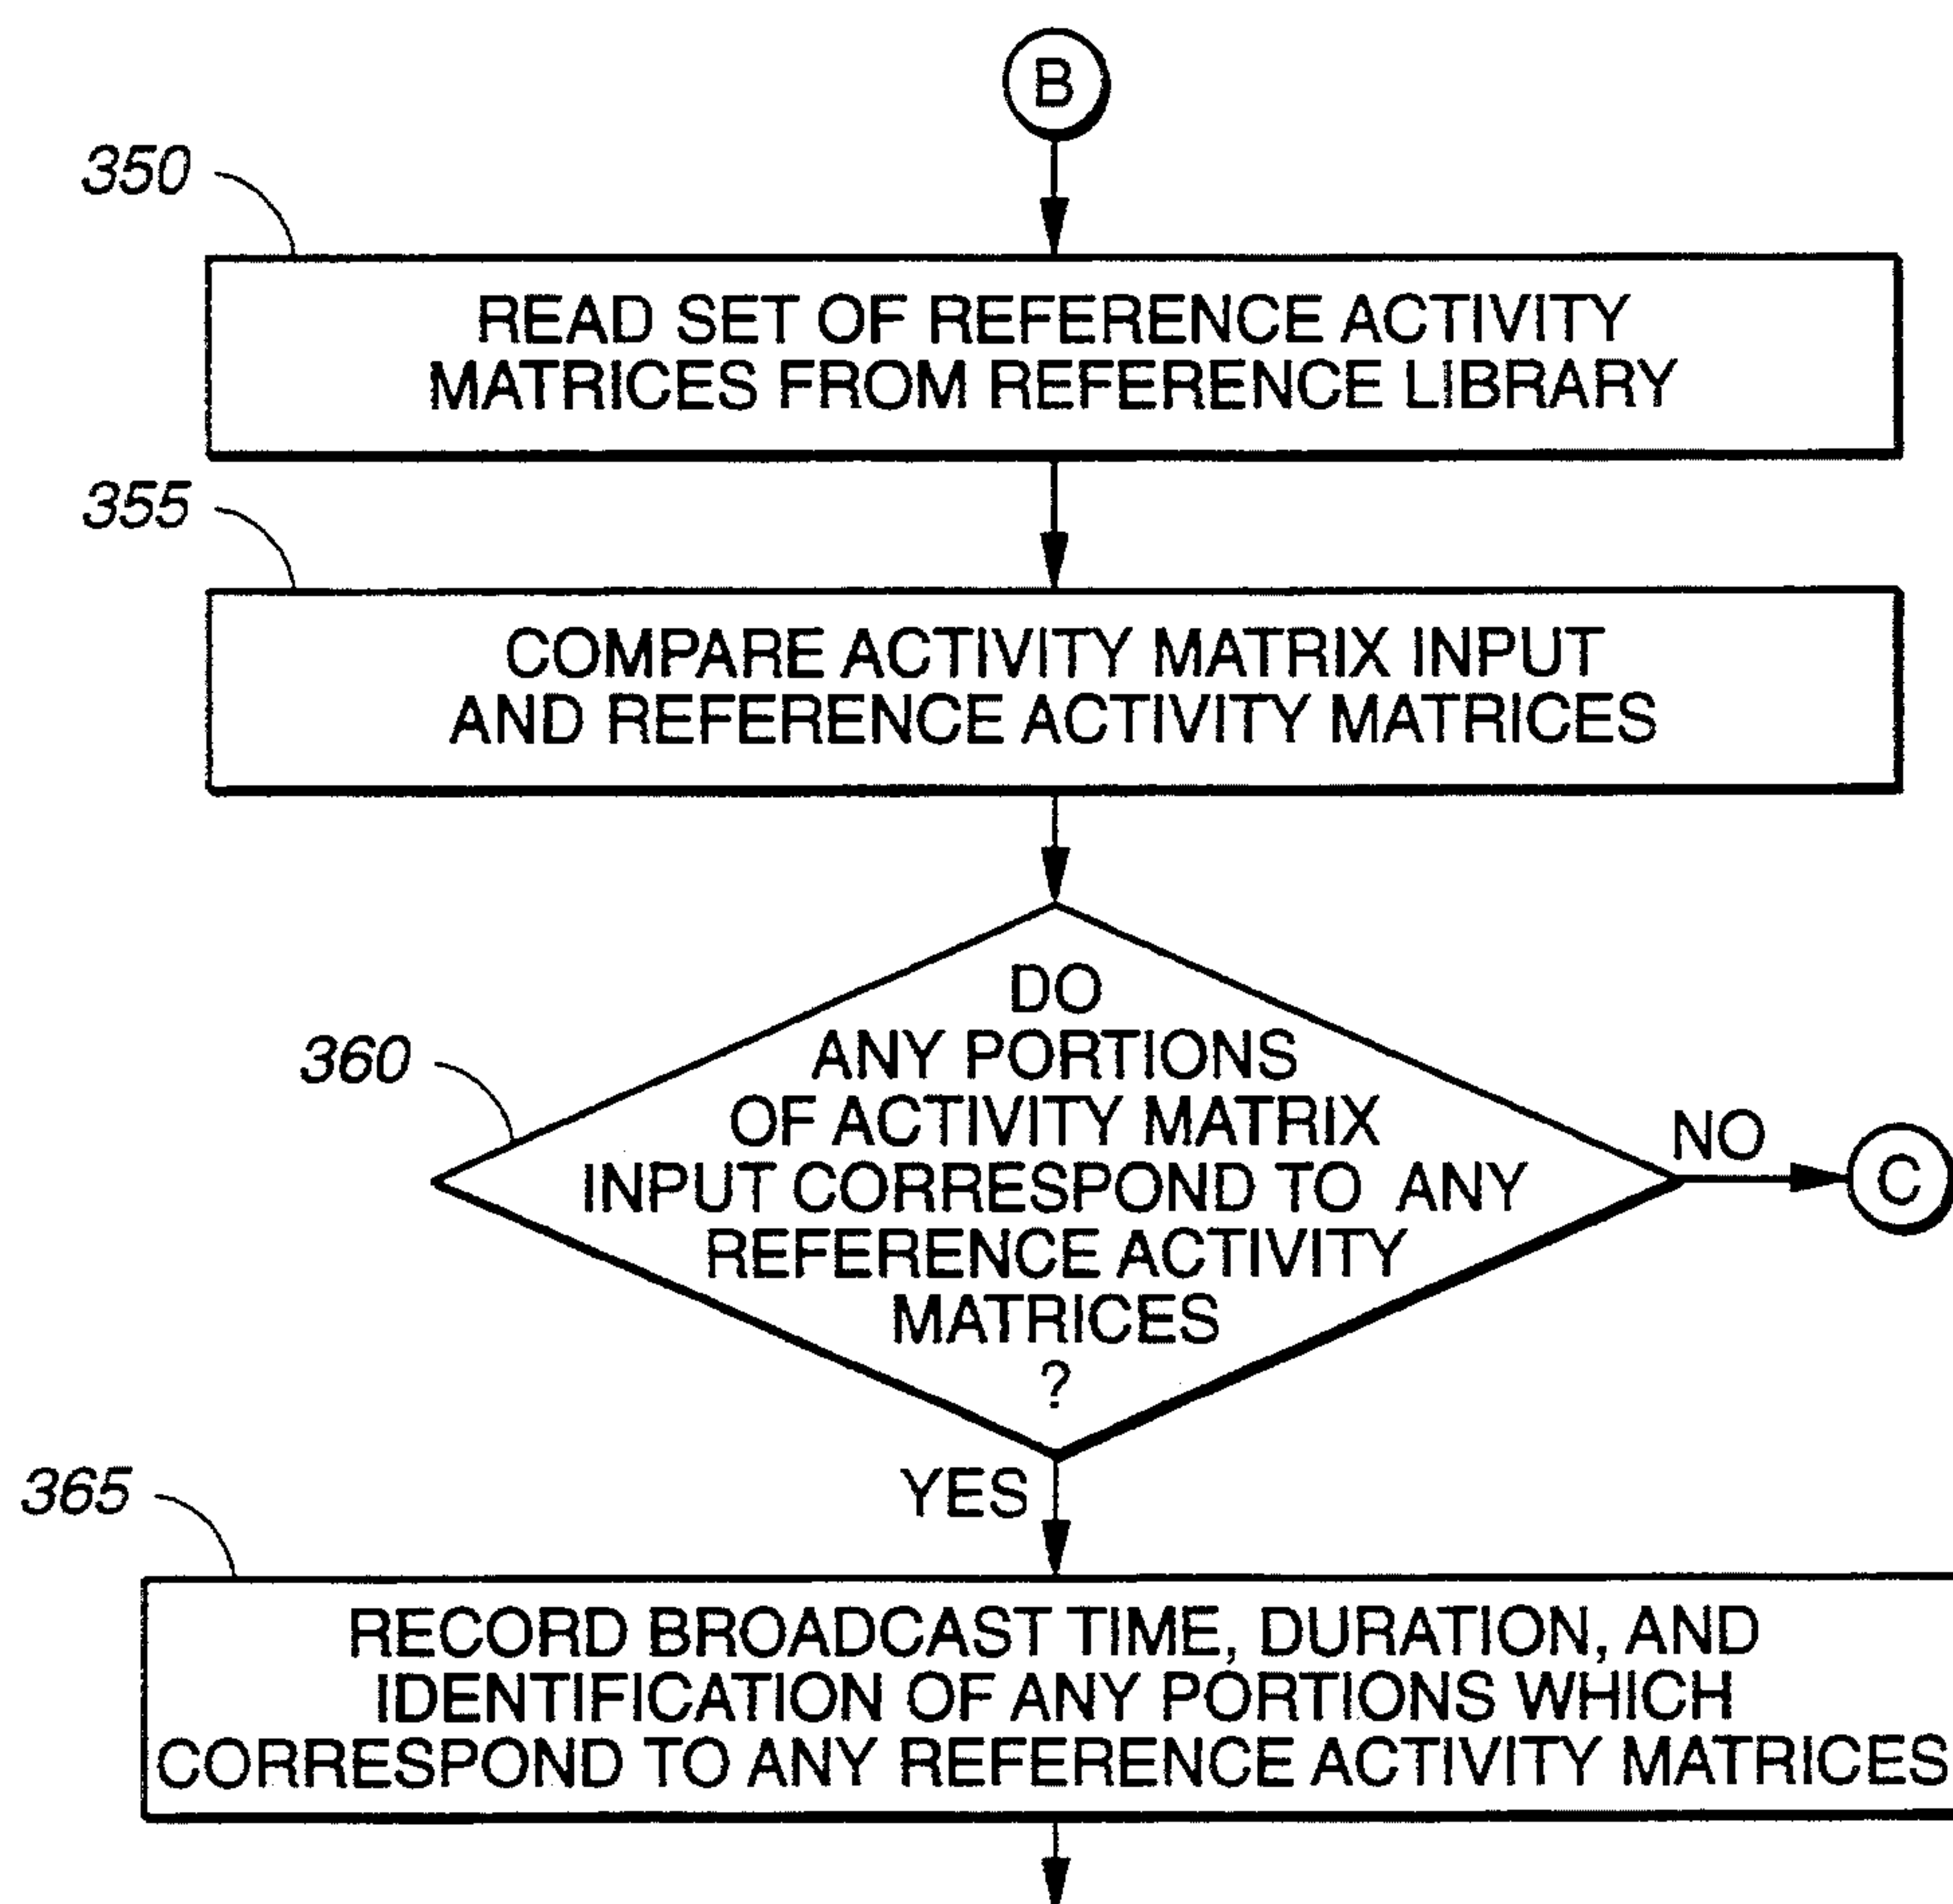 B
350
READ SET OF REFERENCE ACTIVITY
MATRICES FROM REFERENCE LIBRARY
355
COMPARE ACTIVITY MATRIX INPUT
AND REFERENCE ACTIVITY MATRICES
360
DO
ANY PORTIONS
OF ACTIVITY MATRIX
INPUT CORRESPOND TO ANY
REFERENCE ACTIVITY
MATRICES
?
NO
C
YES
365
RECORD BROADCAST TIME, DURATION, AND
IDENTIFICATION OF ANY PORTIONS WHICH
CORRESPOND TO ANY REFERENCE ACTIVITY MATRICES